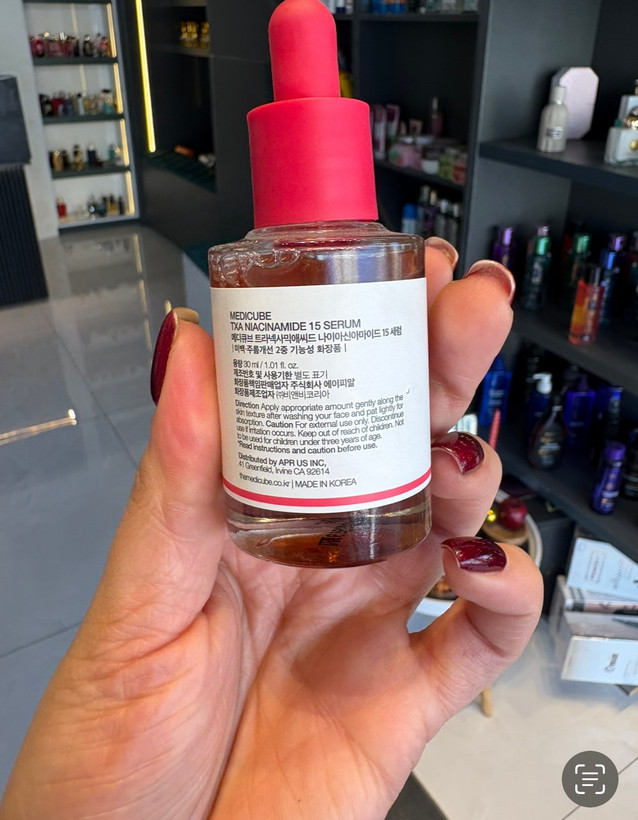 MEDICUBE
TXA NIACINAMIDE 15 SERUM
메디큐브 트라넥사믹애씨드 나이아신아마이드 15 세럼
| 미백·주름개선 2중 기능성 화장품 |
용량 30 ml / 1.01 fl. oz.
제조번호 및 사용기한 별도 표기
화장품책임판매업자 주식회사 에이피알
화장품제조업자 ㈜비앤비코리아
Direction Apply appropriate amount gently along the
skin texture after washing your face and pat lightly for
absorption. Caution For external use only. Discontinue
use if irritation occurs. Keep out of reach of children. Not
to be used for children under three years of age.
*Read instructions and caution before use.
Distributed by APR US INC,
41 Greenfield, Irvine CA 92614
themedicube.co.kr | MADE IN KOREA